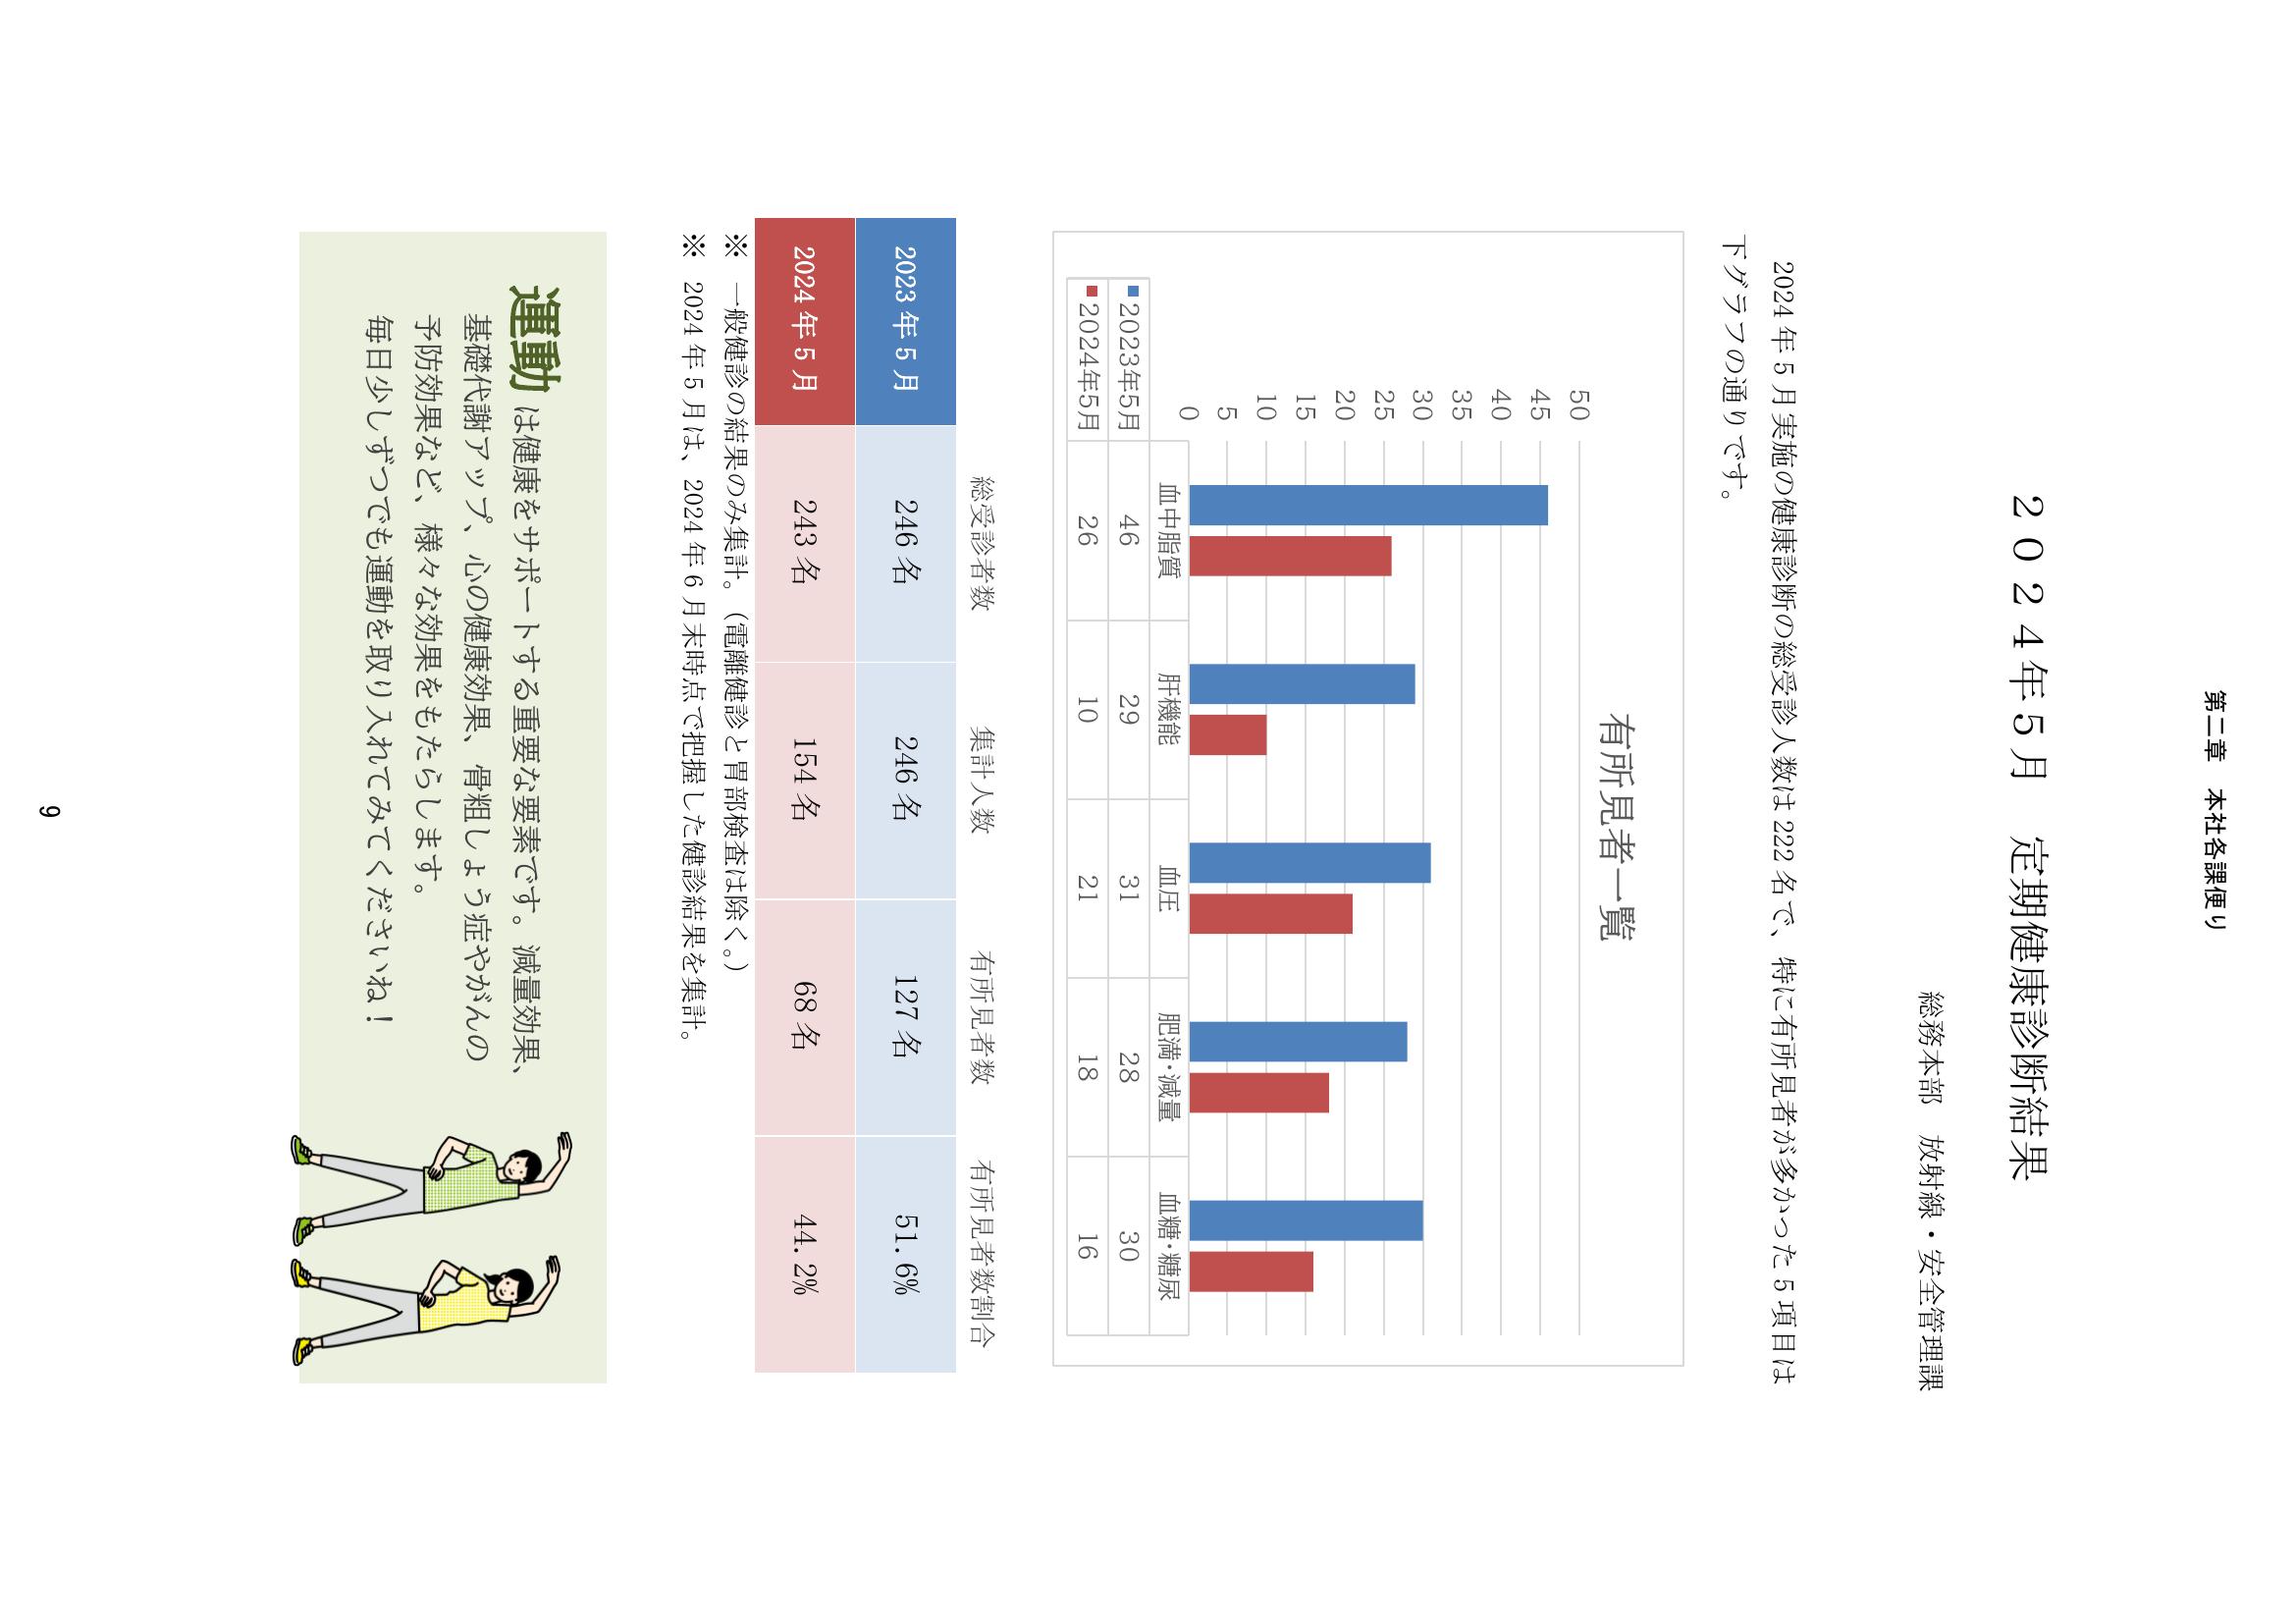 第二章　本社各課便り
２０２４年５月　定期健康診断結果
総務本部　放射線・安全管理課
2024 年 5 月実施の健康診断の総受診人数は 222 名で、特に有所見者が多かった 5 項目は
下グラフの通りです。
有所見者一覧
50
45
40
35
30
25
20
15
10
5
0
血中脂質 肝機能 血圧 肥満・減量 血糖・糖尿
2023年5月 46 29 31 28 30
2024年5月 26 10 21 18 16
総受診者数 集計人数 有所見者数 有所見者数割合
2023 年 5 月 246 名 246 名 127 名 51.6%
2024 年 5 月 243 名 154 名 68 名 44.2%
※　一般健診の結果のみ集計。（電離健診と胃部検査は除く。）
※　2024 年 5 月は、2024 年 6 月末時点で把握した健診結果を集計。
運動は健康をサポートする重要な要素です。減量効果、
基礎代謝アップ、心の健康効果、骨粗しょう症やがんの
予防効果など、様々な効果をもたらします。
毎日少しずつでも運動を取り入れてみてくださいね！
9